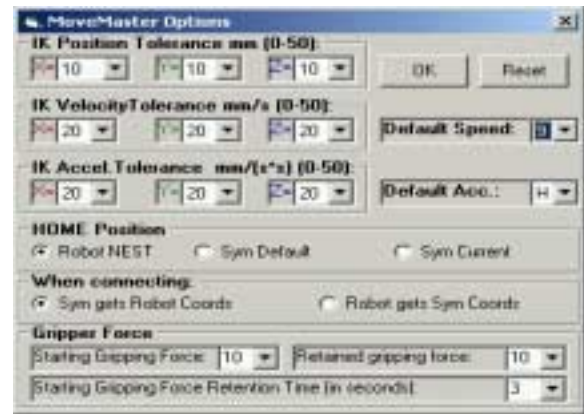 MoveMaster Options
IK Position Tolerance mm (0-50):
X= 10 Y= 10 Z= 10
OK Reset
IK VelocityTolerance mm/s (0-50):
X= 20 Y= 20 Z= 20
Default Speed:
IK Accel.Tolerance mm/(s*s) (0-50)
X= 20 Y= 20 Z= 20
Default Acc.: H
HOME Position
Robot NEST Sym Default Sym Current
When connecting:
Sym gets Robot Coords Robot gets Sym Coords
Gripper Force
Starting Gripping Force: 10 Retained gripping force: 10
Starting Gripping Force Retention Time (in seconds): 3